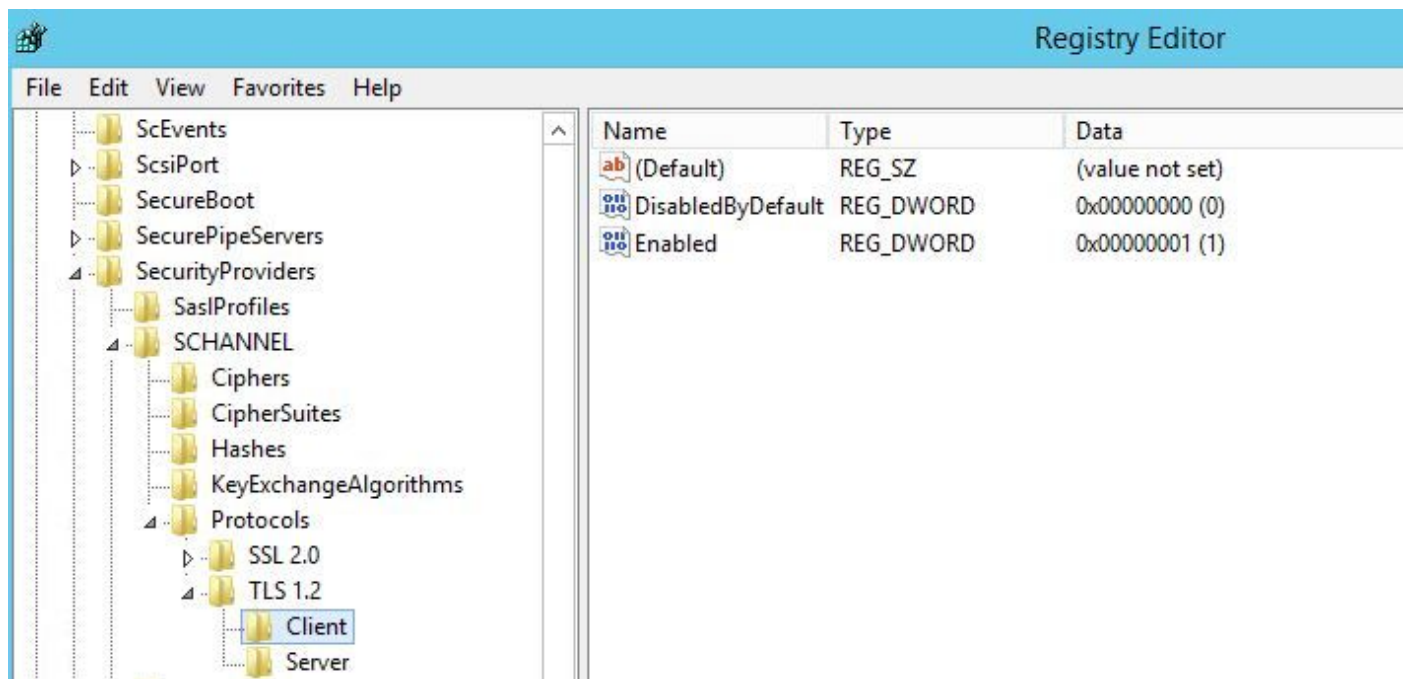 Registry Editor
File Edit View Favorites Help
ScEvents
ScsiPort
SecureBoot
SecurePipeServers
SecurityProviders
SaslProfiles
SCHANNEL
Ciphers
CipherSuites
Hashes
KeyExchangeAlgorithms
Protocols
SSL 2.0
TLS 1.2
Client
Server
Name Type Data
(Default) REG_SZ (value not set)
DisabledByDefault REG_DWORD 0x00000000 (0)
Enabled REG_DWORD 0x00000001 (1)